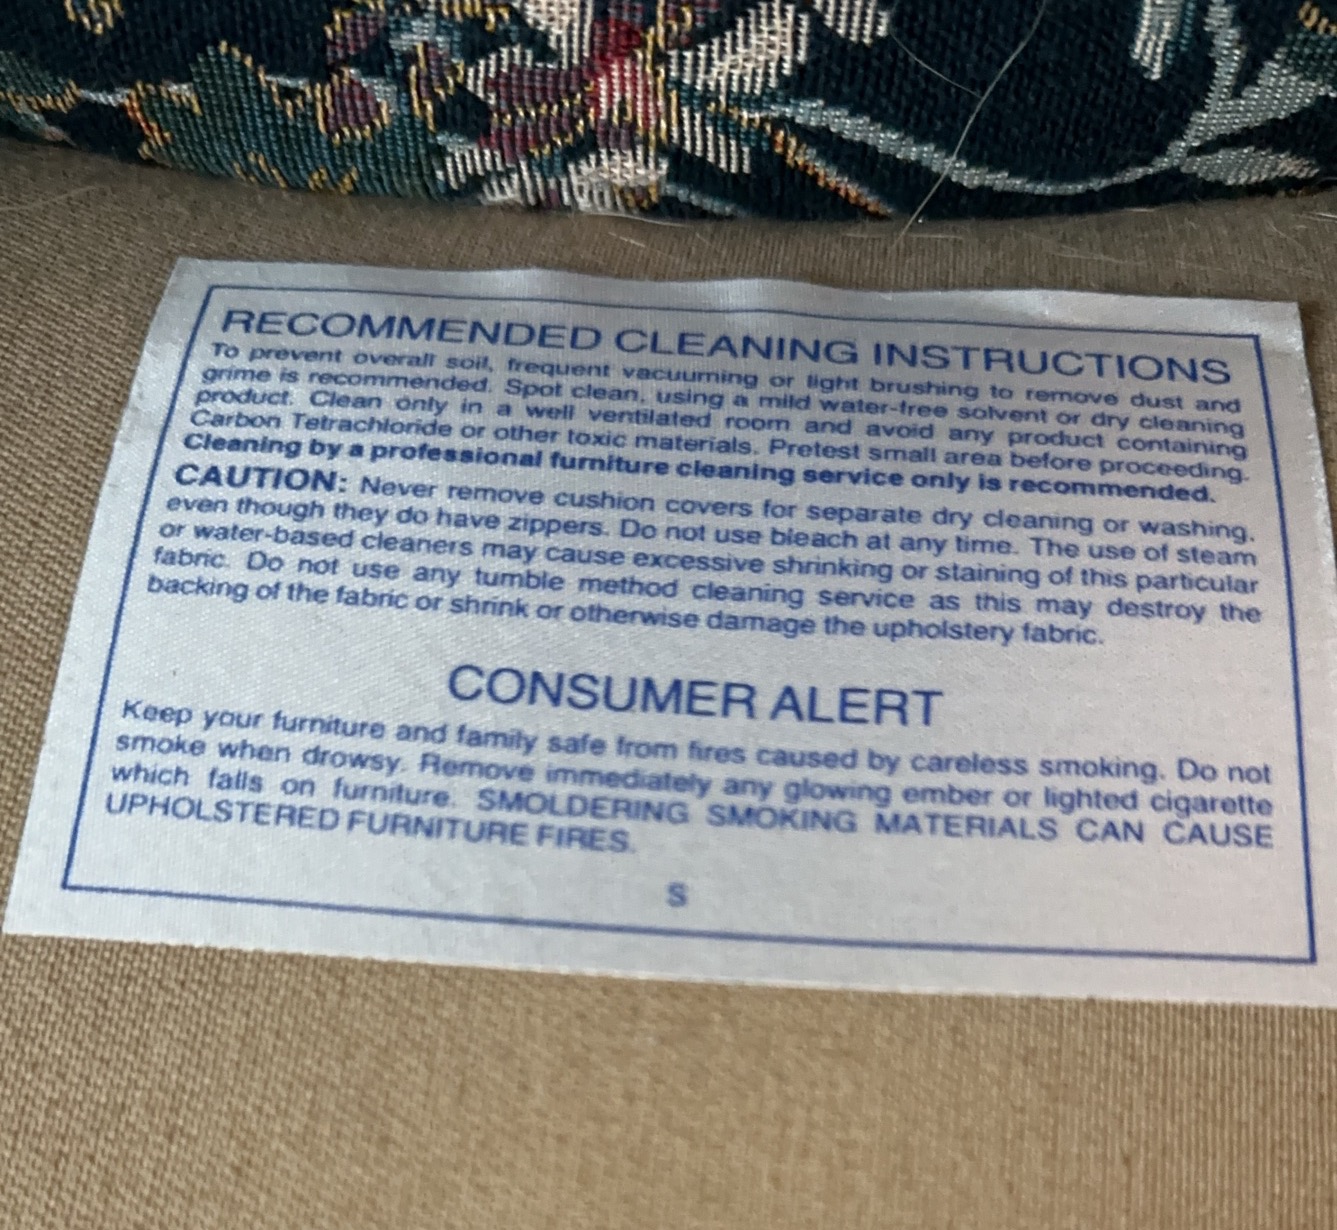 RECOMMENDED CLEANING INSTRUCTIONS
To prevent overall soil, frequent vacuuming or light brushing to remove dust and
grime is recommended. Spot clean, using a mild water-free solvent or dry cleaning
product. Clean only in a well ventilated room and avoid any product containing
Carbon Tetrachloride or other toxic materials. Pretest small area before proceeding.
Cleaning by a professional furniture cleaning service only is recommended.
CAUTION: Never remove cushion covers for separate dry cleaning or washing,
even though they do have zippers. Do not use bleach at any time. The use of steam
or water-based cleaners may cause excessive shrinking or staining of this particular
fabric. Do not use any tumble method cleaning service as this may destroy the
backing of the fabric or shrink or otherwise damage the upholstery fabric.
CONSUMER ALERT
Keep your furniture and family safe from fires caused by careless smoking. Do not
smoke when drowsy. Remove immediately any glowing ember or lighted cigarette
which falls on furniture. SMOLDERING SMOKING MATERIALS CAN CAUSE
UPHOLSTERED FURNITURE FIRES.
S